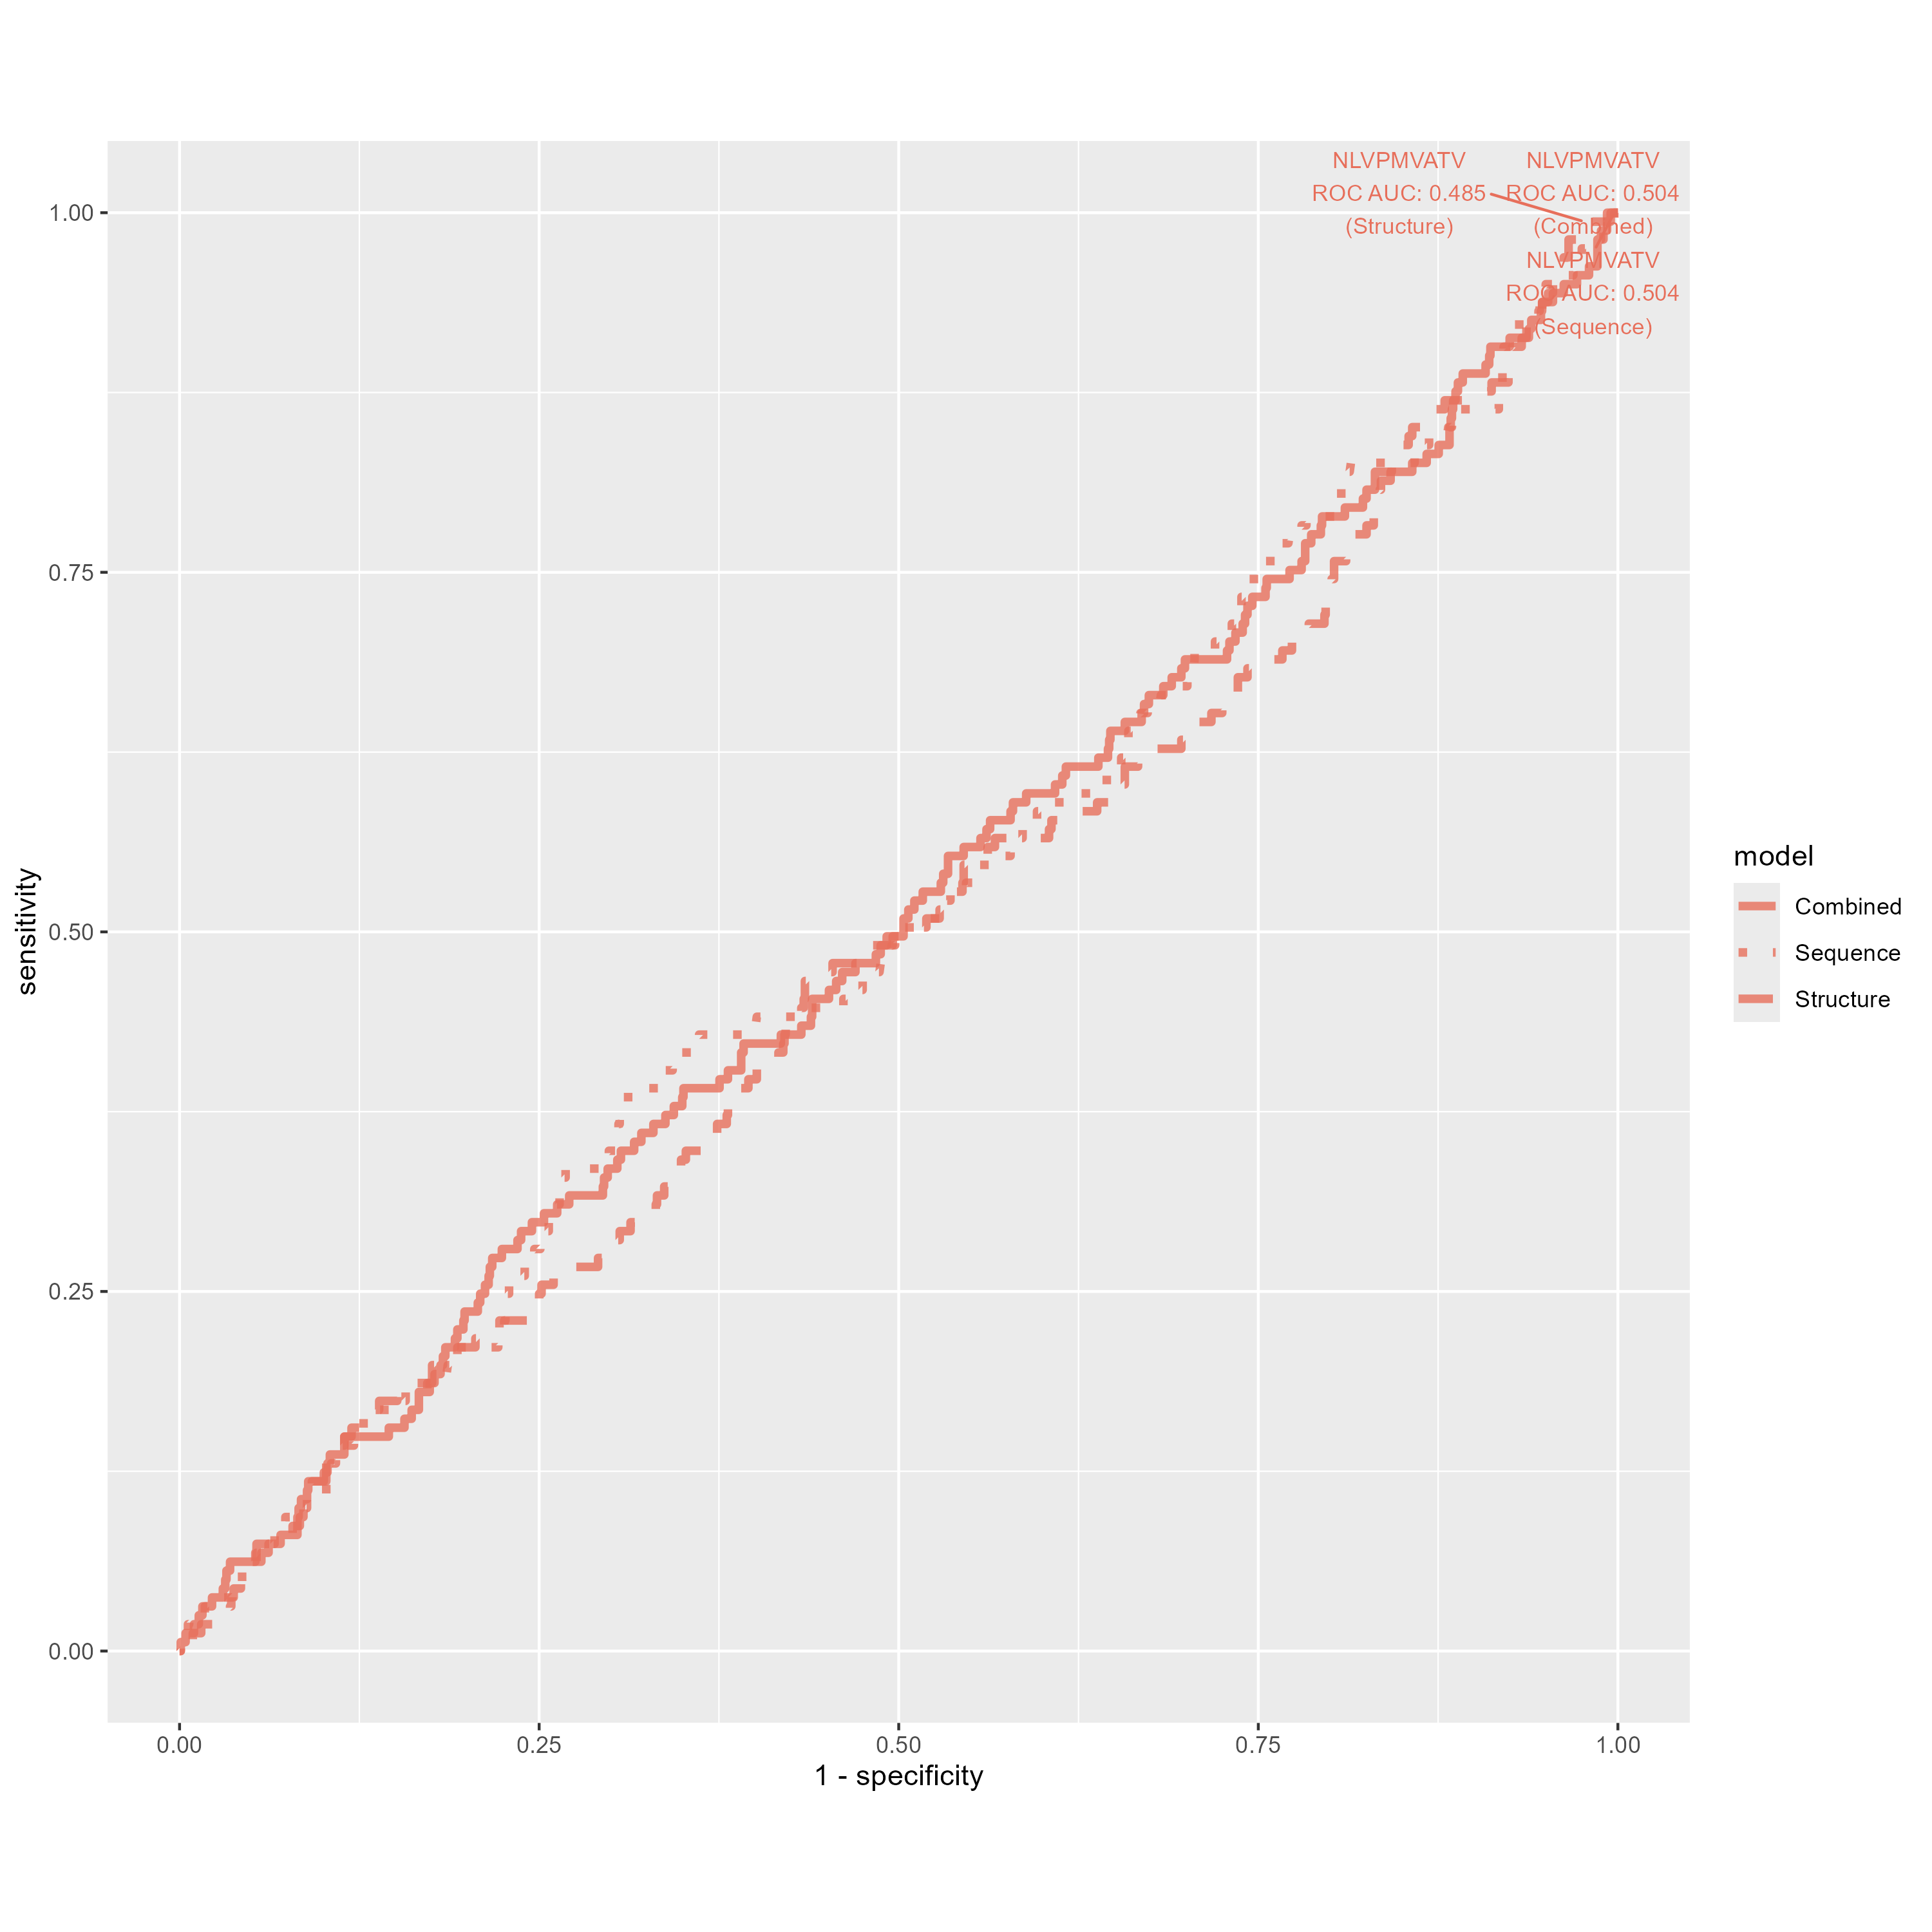 NLVPMVATV
ROC AUC: 0.485
(Structure)
NLVPMVATV
ROC AUC: 0.504
(Combined)
NLVPMVATV
ROC AUC: 0.504
(Sequence)
1.00
0.75
0.50
0.25
0.00
sensitivity
0.00
0.25
0.50
0.75
1.00
1 - specificity
model
Combined
Sequence
Structure